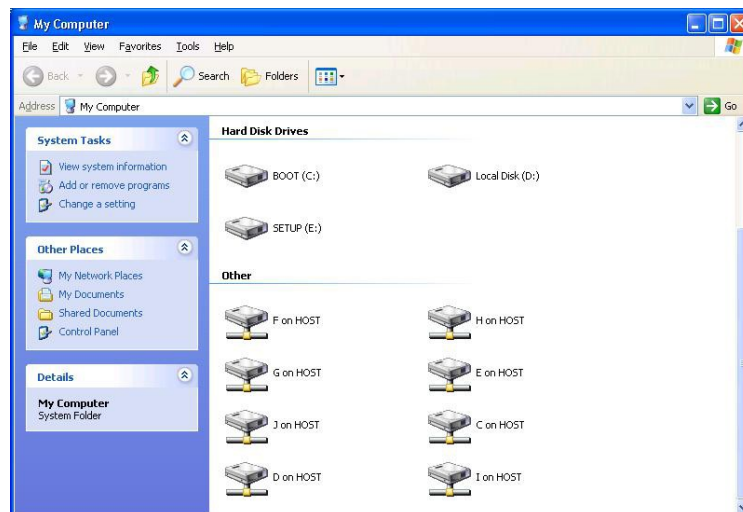 My Computer
File Edit View Favorites Tools Help
Back Search Folders
Address My Computer Go
System Tasks
View system information
Add or remove programs
Change a setting
Other Places
My Network Places
My Documents
Shared Documents
Control Panel
Details
My Computer
System Folder
Hard Disk Drives
BOOT (C:) Local Disk (D:)
SETUP (E:)
Other
F on HOST H on HOST
G on HOST E on HOST
J on HOST C on HOST
D on HOST I on HOST